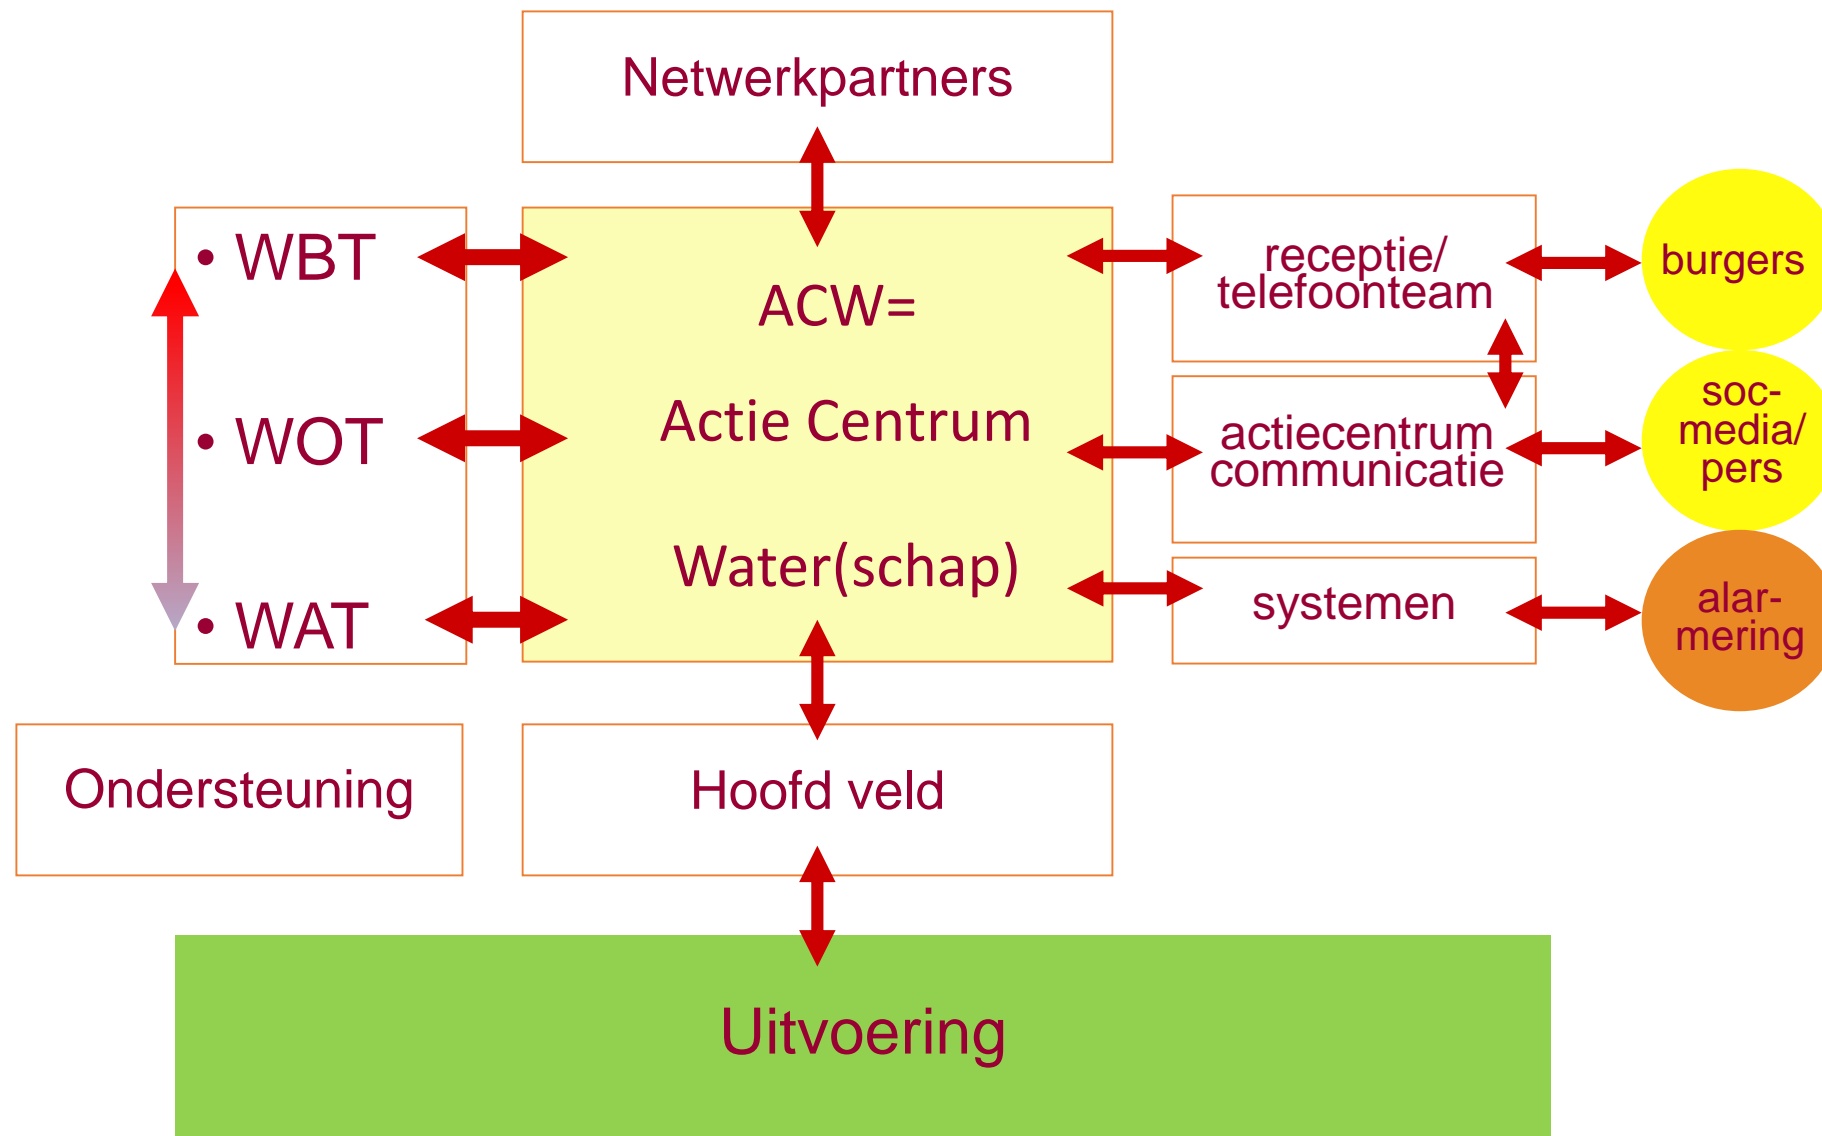 Netwerkpartners
• WBT
• WOT
• WAT
ACW=
Actie Centrum
Water(schap)
receptie/
telefoonteam
actiecentrum
communicatie
systemen
burgers
soc-
media/
pers
alar-
mering
Ondersteuning
Hoofd veld
Uitvoering